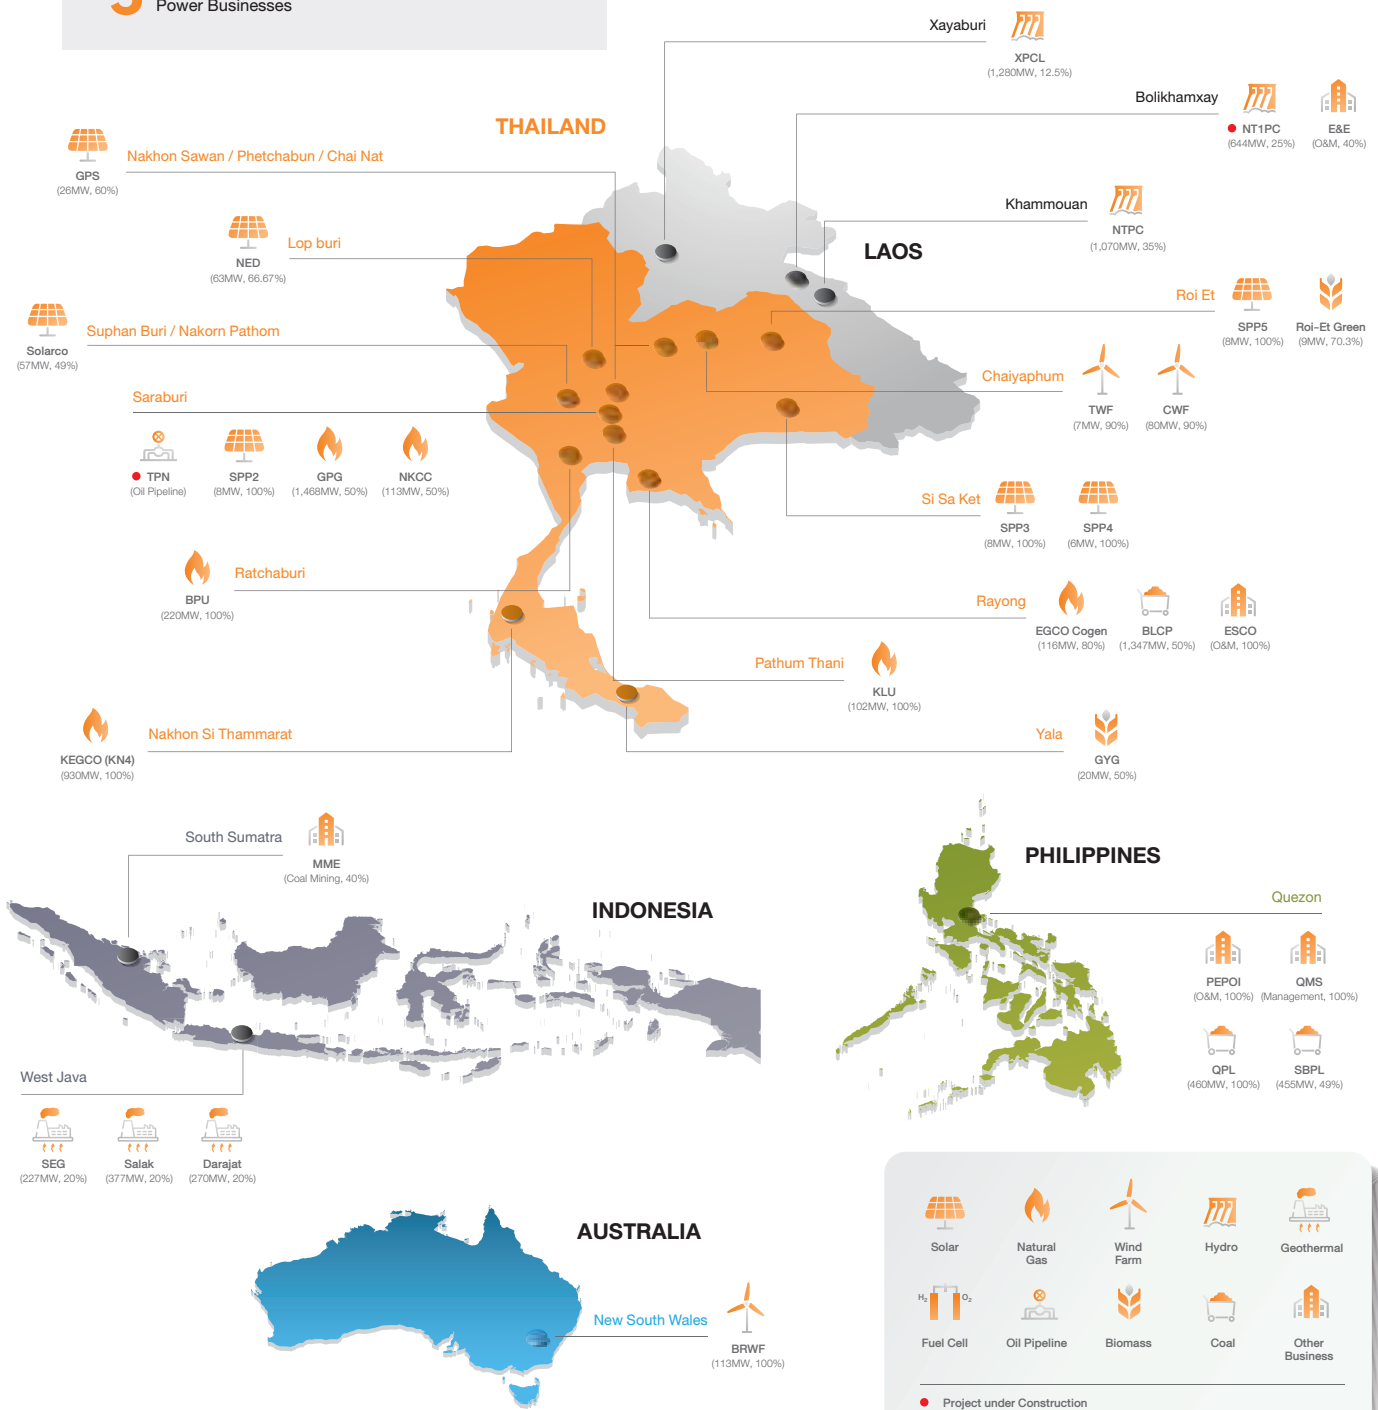 Power Businesses
Xayaburi
XPCL
(1,280MW, 12.5%)
Bolikhamxay
NT1PC
(644MW, 25%)
E&E
(O&M, 40%)
THAILAND
Nakhon Sawan / Phetchabun / Chai Nat
GPS
(26MW, 60%)
Khammouan
NTPC
(1,070MW, 35%)
LAOS
Lop buri
NED
(63MW, 66.67%)
Roi Et
SPP5
(8MW, 100%)
Roi-Et Green
(9MW, 70.3%)
Suphan Buri / Nakorn Pathom
Solarco
(57MW, 49%)
Chaiyaphum
TWF
(7MW, 90%)
CWF
(80MW, 90%)
Saraburi
TPN
(Oil Pipeline)
SPP2
(8MW, 100%)
GPG
(1,468MW, 50%)
NKCC
(113MW, 50%)
Si Sa Ket
SPP3
(8MW, 100%)
SPP4
(6MW, 100%)
Ratchaburi
BPU
(220MW, 100%)
Rayong
EGCO Cogen
(116MW, 80%)
BLCP
(1,347MW, 50%)
ESCO
(O&M, 100%)
Pathum Thani
KLU
(102MW, 100%)
Nakhon Si Thammarat
KEGCO (KN4)
(930MW, 100%)
Yala
GYG
(20MW, 50%)
South Sumatra
MME
(Coal Mining, 40%)
INDONESIA
PHILIPPINES
Quezon
PEPOI
(O&M, 100%)
QMS
(Management, 100%)
QPL
(460MW, 100%)
SBPL
(455MW, 49%)
West Java
SEG
(227MW, 20%)
Salak
(377MW, 20%)
Darajat
(270MW, 20%)
AUSTRALIA
New South Wales
BRWF
(113MW, 100%)
Solar
Natural
Gas
Wind
Farm
Hydro
Geothermal
H2
O2
Fuel Cell
Oil Pipeline
Biomass
Coal
Other
Business
Project under Construction